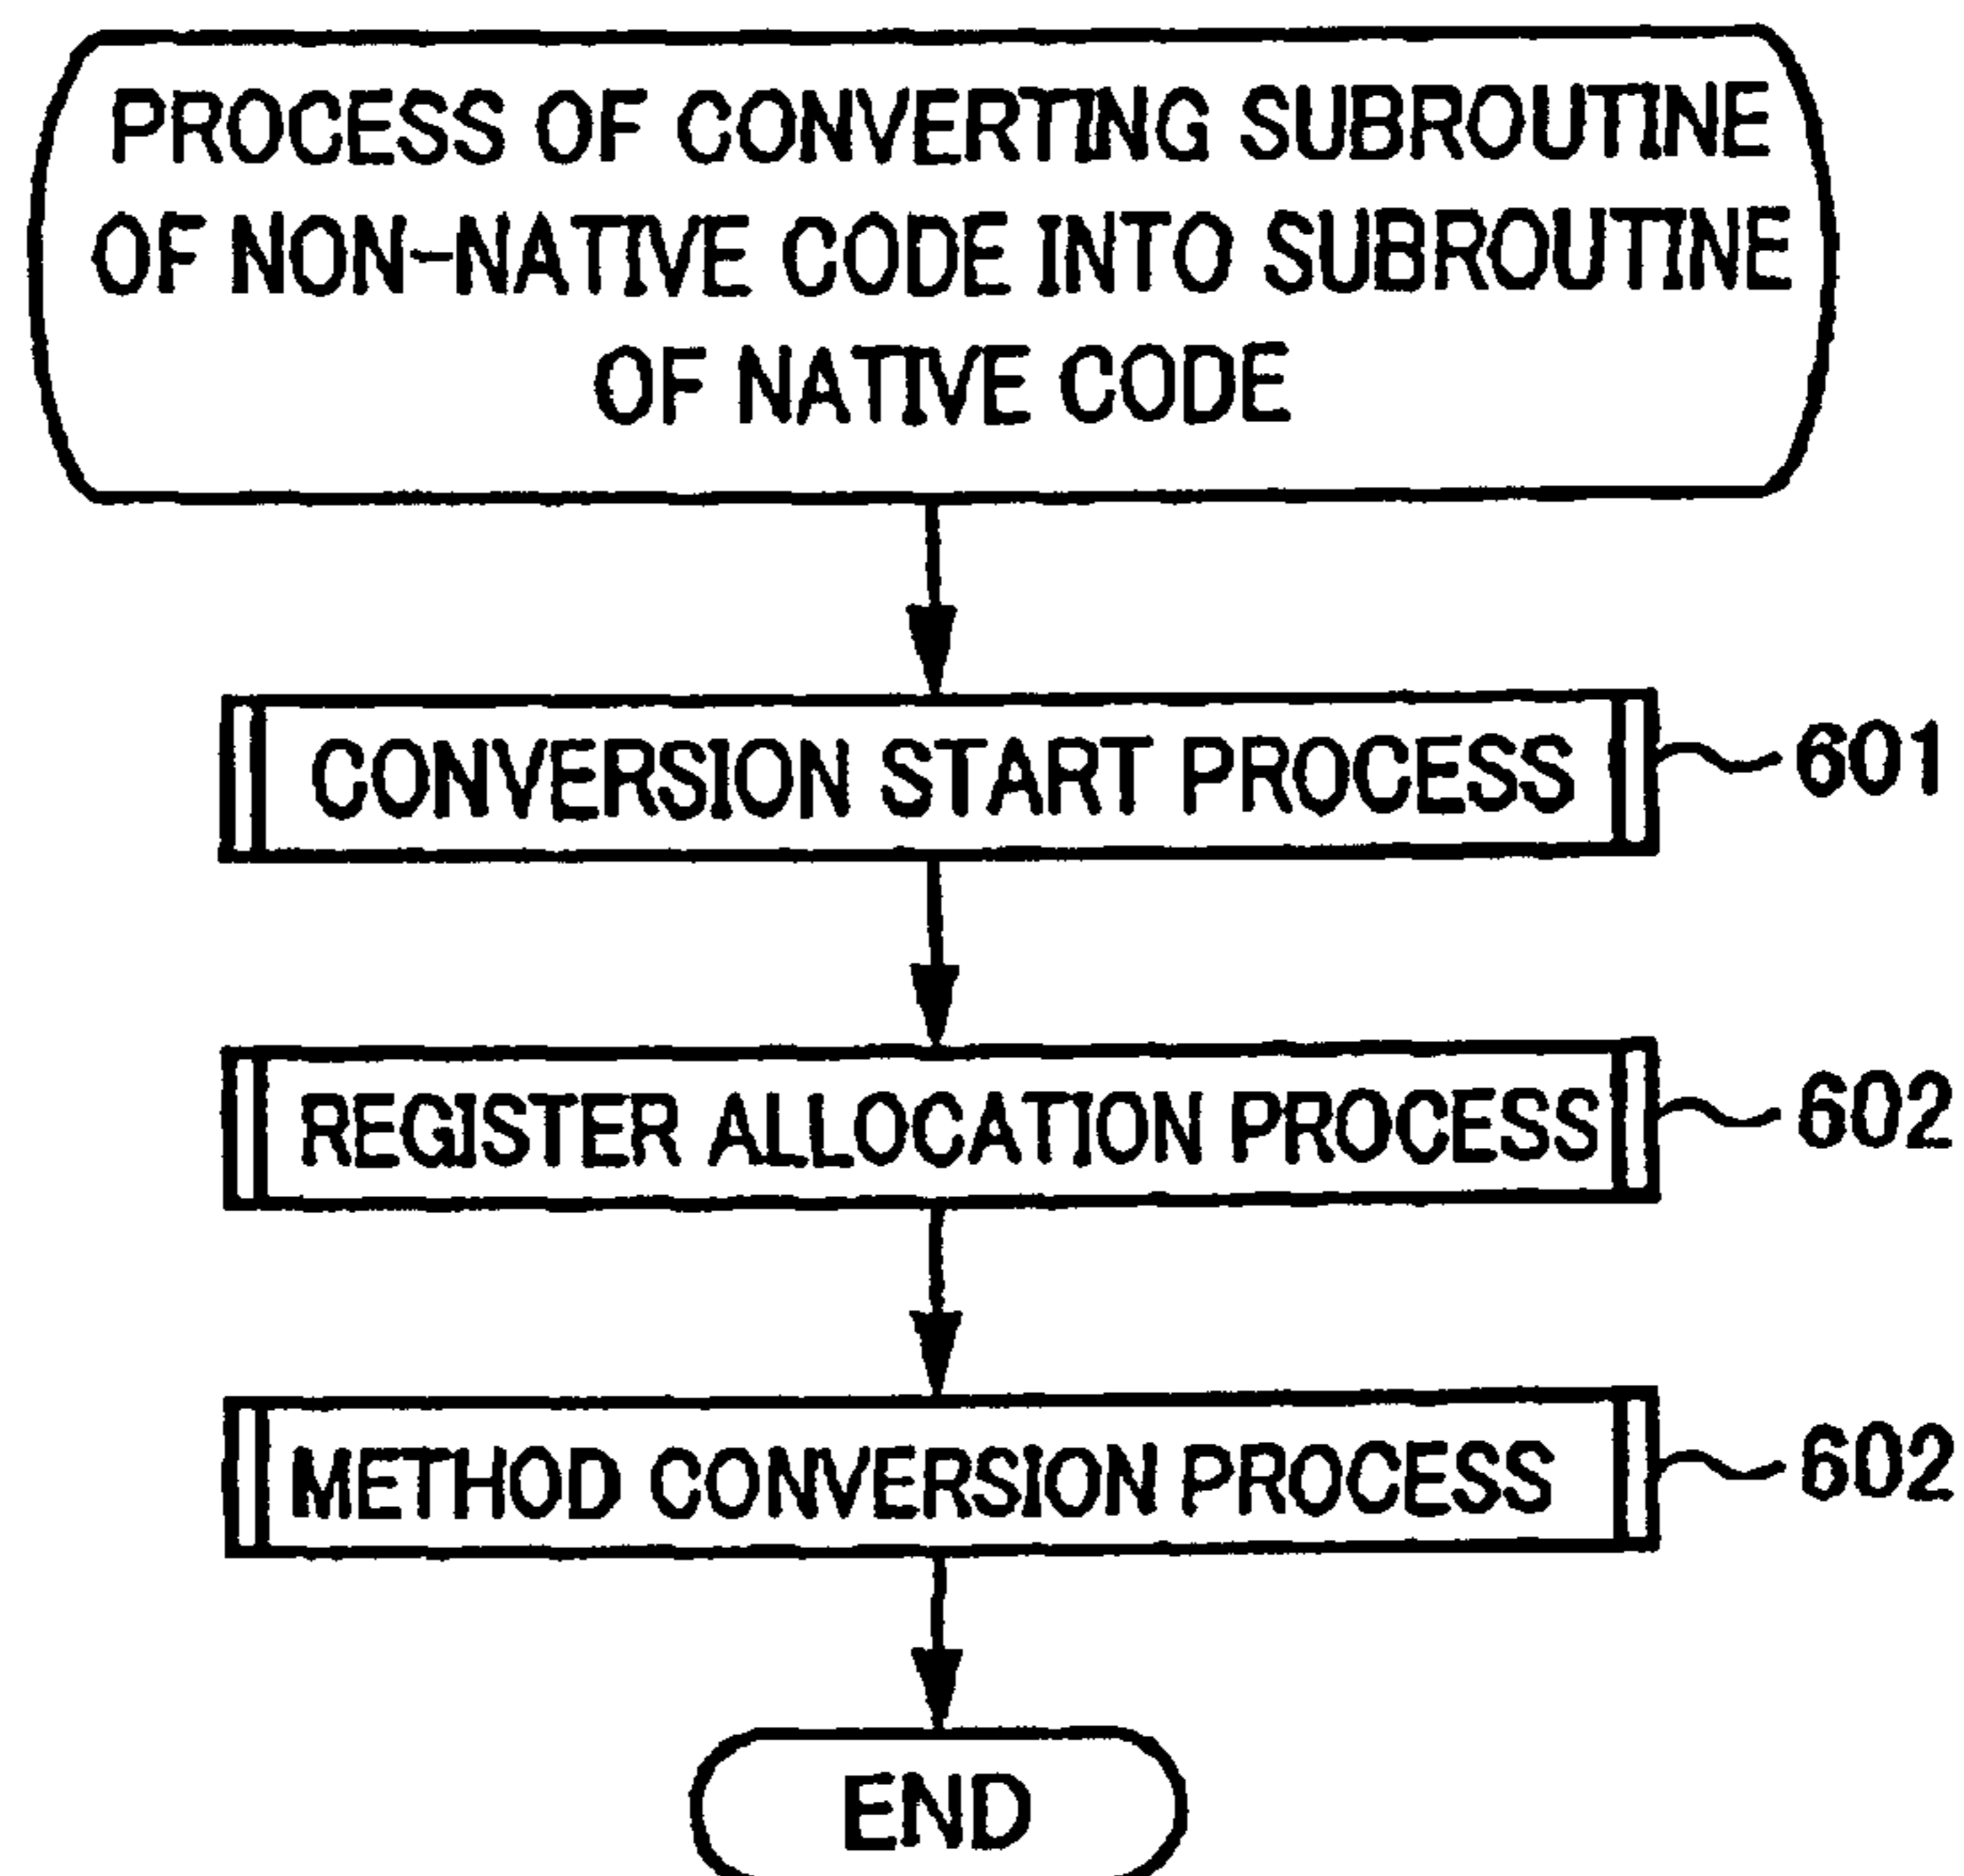 PROCESS OF CONVERTING SUBROUTINE
OF NON-NATIVE CODE INTO SUBROUTINE
OF NATIVE CODE
CONVERSION START PROCESS 601
REGISTER ALLOCATION PROCESS 602
METHOD CONVERSION PROCESS 602
END